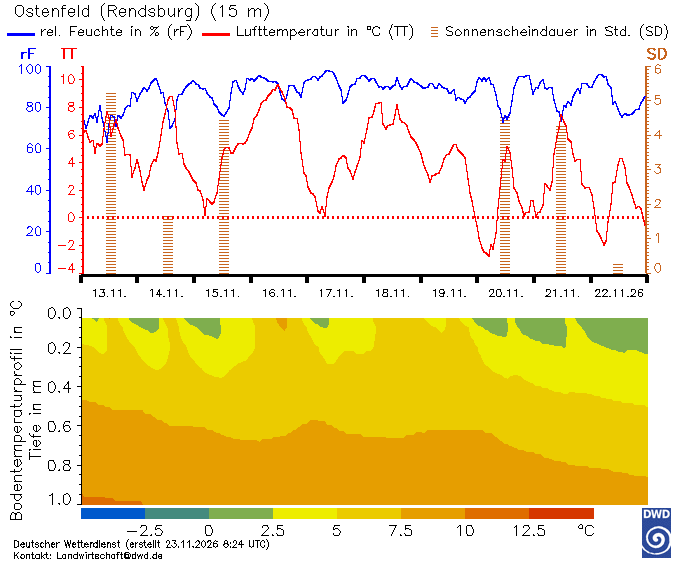 Ostenfeld (Rendsburg) (15 m)
rel. Feuchte in % (rF) Lufttemperatur in °C (TT) Sonnenscheindauer in Std. (SD)
rF TT SD
100 10 6
80 8 5
60 6 4
40 4 3
20 2 2
0 0 1
−2 0
−4
13.11. 14.11. 15.11. 16.11. 17.11. 18.11. 19.11. 20.11. 21.11. 22.11.26
Bodentemperaturprofil in °C
Tiefe in m
0.0
0.2
0.4
0.6
0.8
1.0
−2.5 0 2.5 5 7.5 10 12.5 °C
DWD
Deutscher Wetterdienst (erstellt 23.11.2026 8:24 UTC)
Kontakt: Landwirtschaft@dwd.de